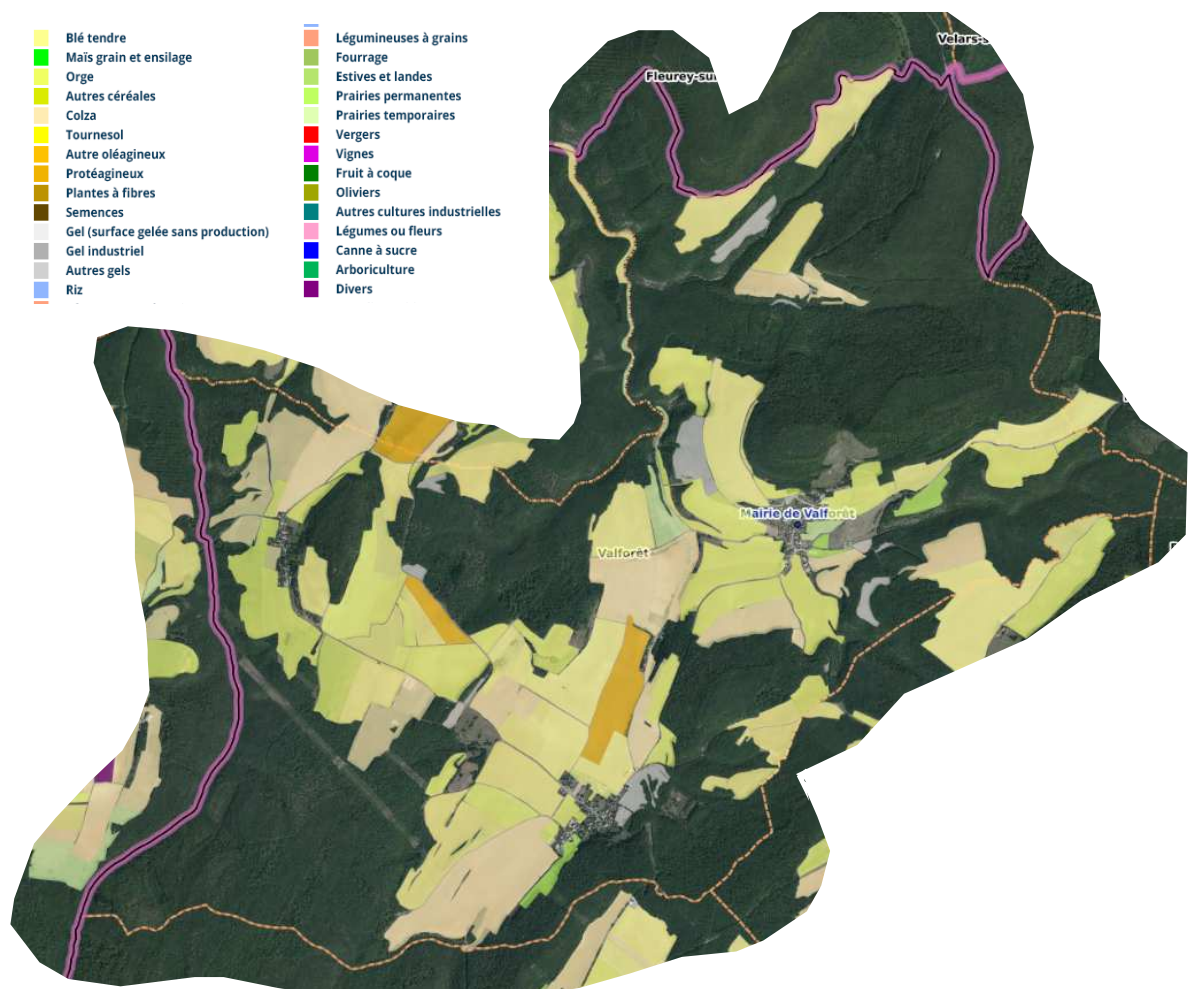 Blé tendre
Maïs grain et ensilage
Orge
Autres céréales
Colza
Tournesol
Autre oléagineux
Protéagineux
Plantes à fibres
Semences
Gel (surface gelée sans production)
Gel industriel
Autres gels
Riz
Légumineuses à grains
Fourrage
Estives et landes
Prairies permanentes
Prairies temporaires
Vergers
Vignes
Fruit à coque
Oliviers
Autres cultures industrielles
Légumes ou fleurs
Canne à sucre
Arboriculture
Divers
Velars-s
Fleurey-sur
Mairie de Valforêt
Valforêt